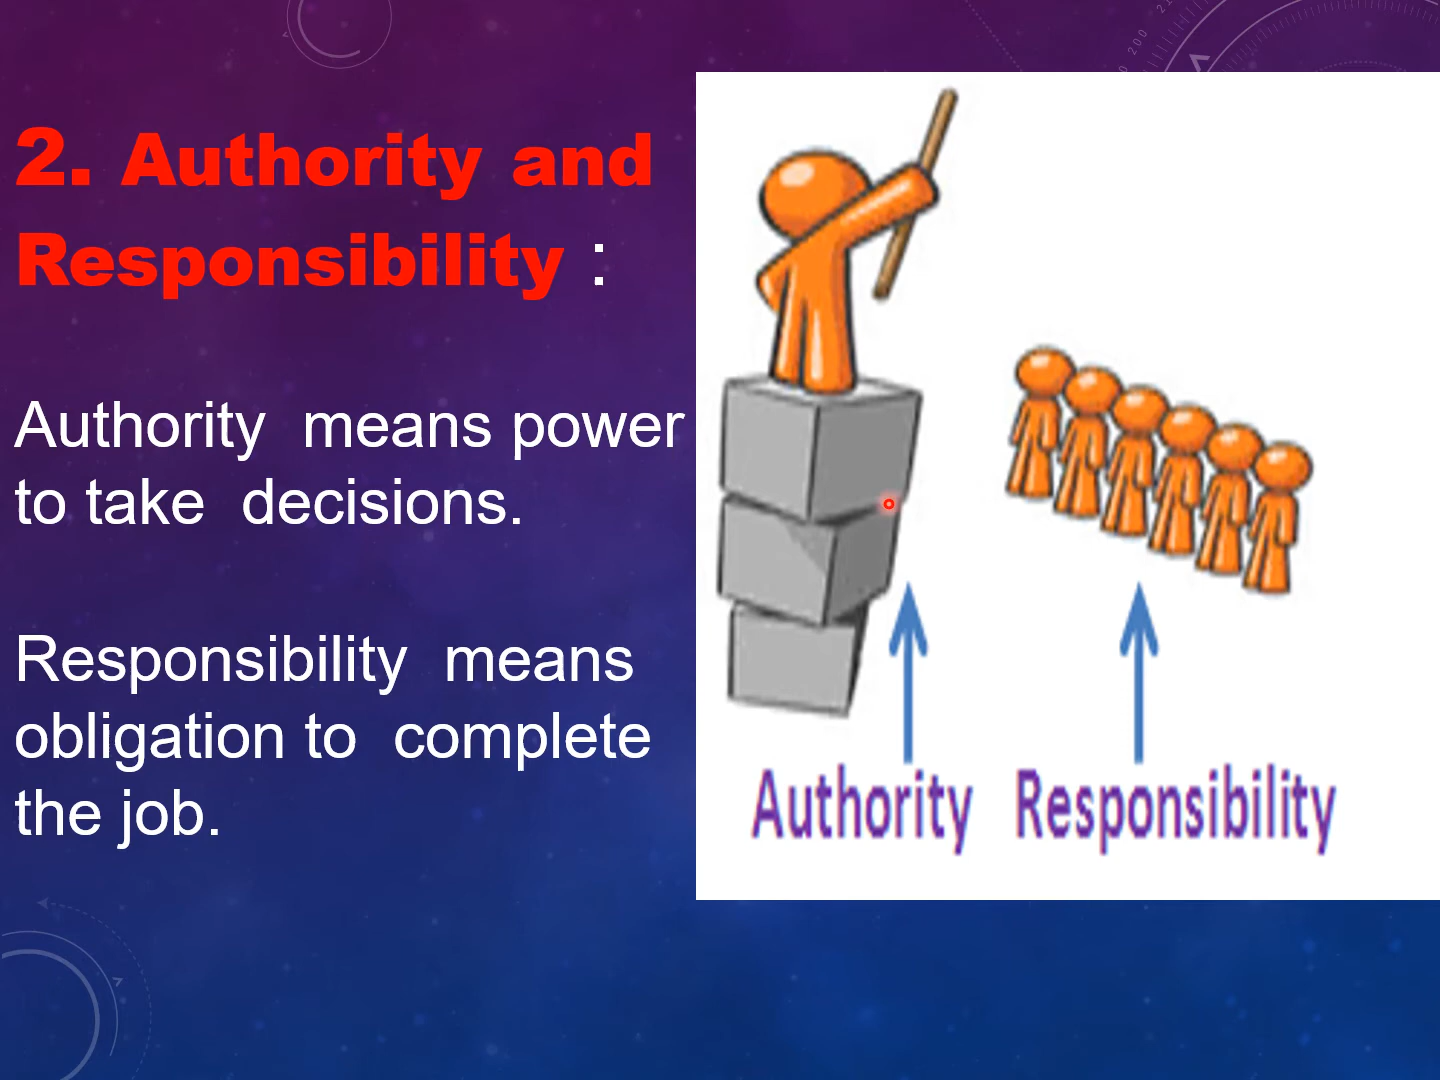 2. Authority and
Responsibility :
Authority means power
to take decisions.
Responsibility means
obligation to complete
the job.
Authority Responsibility
200